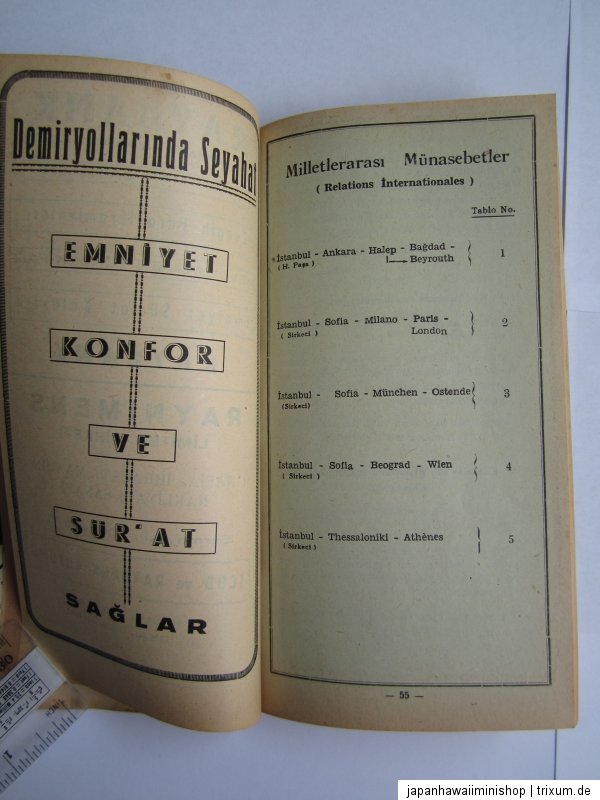 Demiryollarında Seyahat
EMNİYET
KONFOR
VE
SÜR'AT
SAĞLAR
Milletlerarası Münasebetler
( Relations İnternationales )
Tablo No.
İstanbul - Ankara - Halep - Bağdad - 1
( H. Paşa ) Beyrouth
İstanbul - Sofia - Milano - Paris - 2
( Sirkeci ) London
İstanbul - Sofia - München - Ostende 3
(Sirkeci)
İstanbul - Sofia - Beograd - Wien 4
( Sirkeci )
İstanbul - Thessaloniki - Athènes 5
( Sirkeci )
— 55 —
japanhawaiiminishop | trixum.de